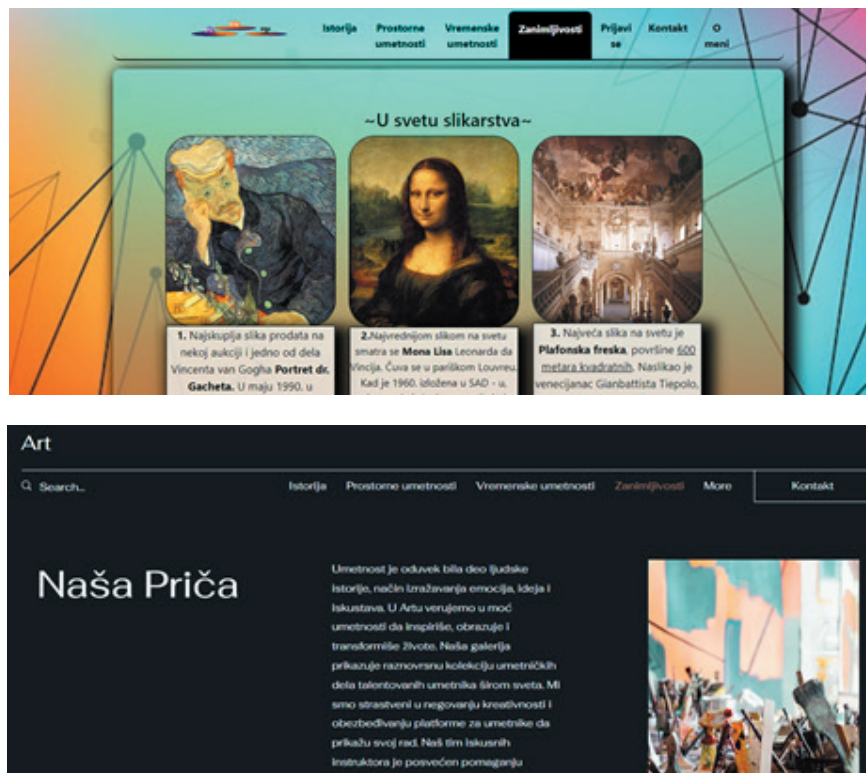 Istorija
Prostorne
umetnosti
Vremenske
umetnosti
Zanimljivosti
Prijavi
se
Kontakt
O
meni
~U svetu slikarstva~
1. Najskuplja slika prodata na
nekoj aukciji i jedno od dela
Vincenta van Gogha Portret dr.
Gacheta. U maju 1990. u
2.Najvrednijom slikom na svetu
smatra se Mona Lisa Leonarda da
Vincija. Čuva se u pariškom Louvreu.
Kad je 1960. izložena u SAD - u,
3. Najveća slika na svetu je
Plafonska freska, površine 600
metara kvadratnih. Naslikao je
venecijanac Gianbattista Tiepolo,
Art
Search...
Istorija Prostorne umetnosti Vremenske umetnosti Zanimljivosti More Kontakt
Naša Priča
Umetnost je oduvek bila deo ljudske
istorije, način izražavanja emocija, ideja i
iskustava. U Artu verujemo u moć
umetnosti da inspiriše, obrazuje i
transformiše živote. Naša galerija
prikazuje raznovrsnu kolekciju umetničkih
dela talentovanih umetnika širom sveta. Mi
smo strastveni u negovanju kreativnosti i
obezbeđivanju platforme za umetnike da
prikažu svoj rad. Naš tim iskusnih
instruktora je posvećen pomaganju